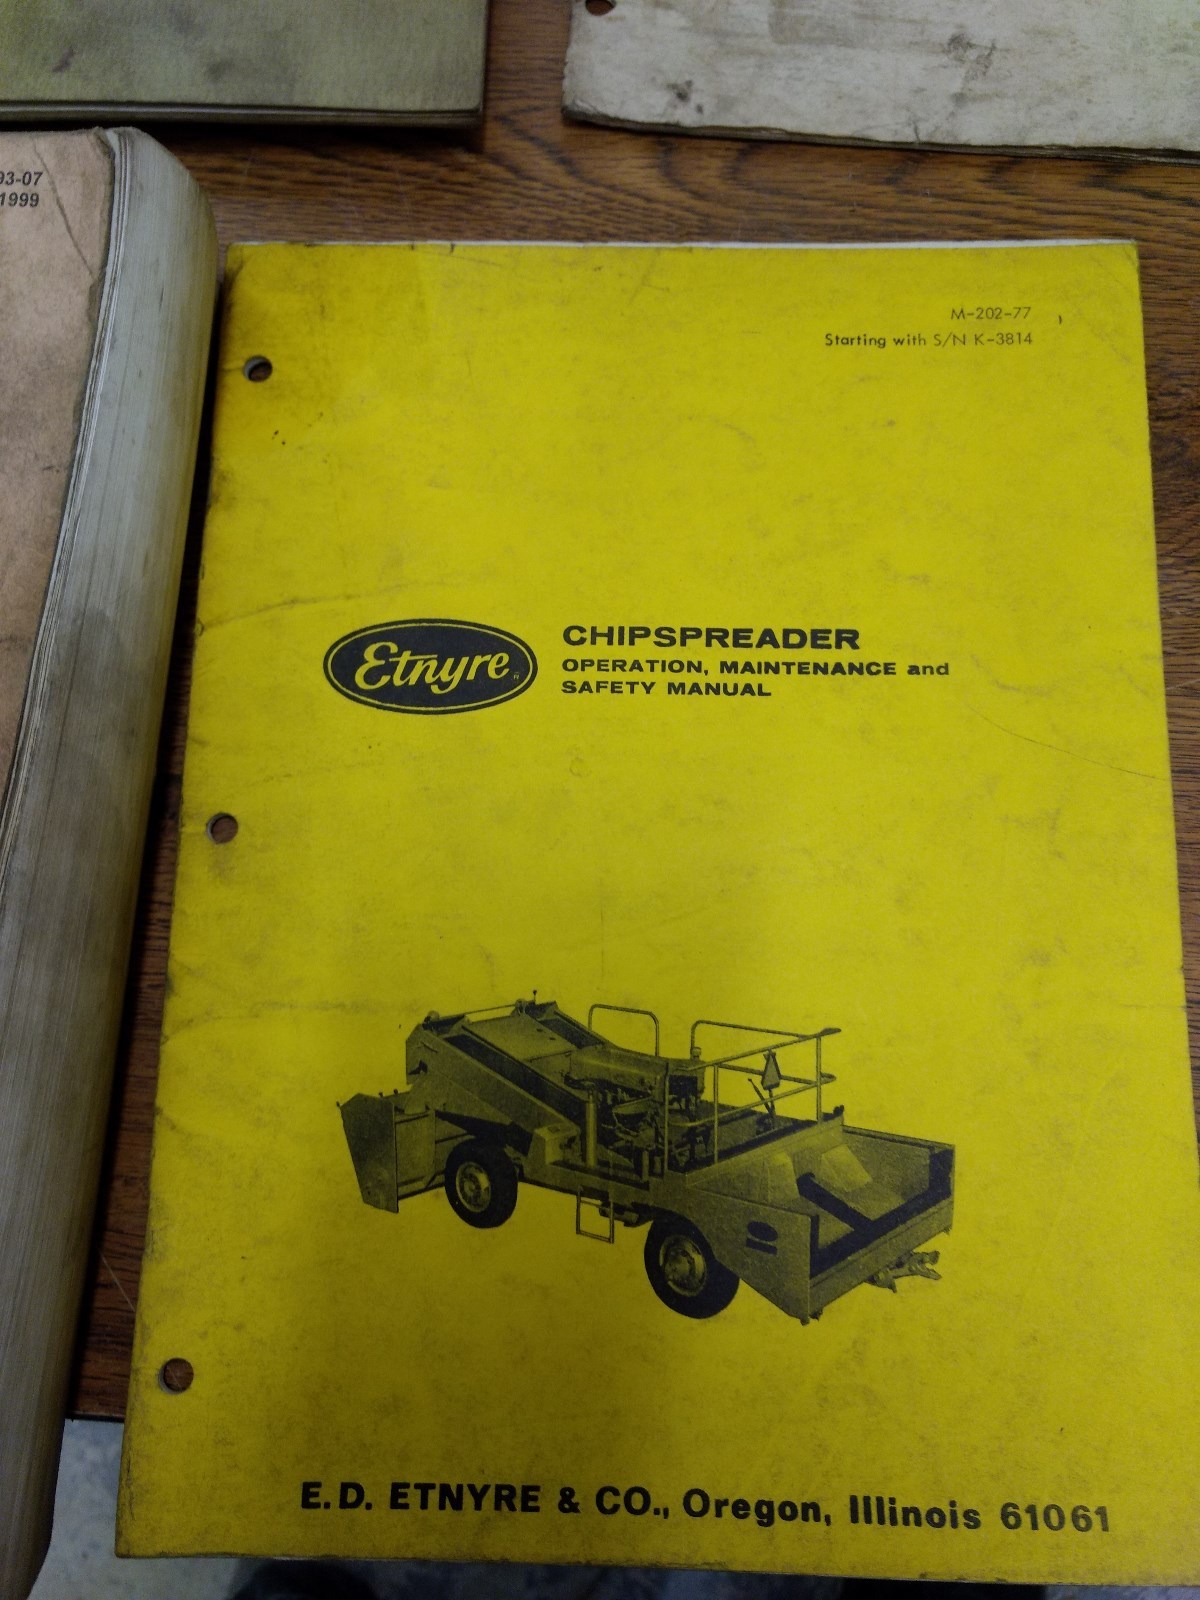 93-07
1999
M-202-77
Starting with S/N K-3814
Etnyre
CHIPSPREADER
OPERATION, MAINTENANCE and
SAFETY MANUAL
E.D. ETNYRE & CO., Oregon, Illinois 61061